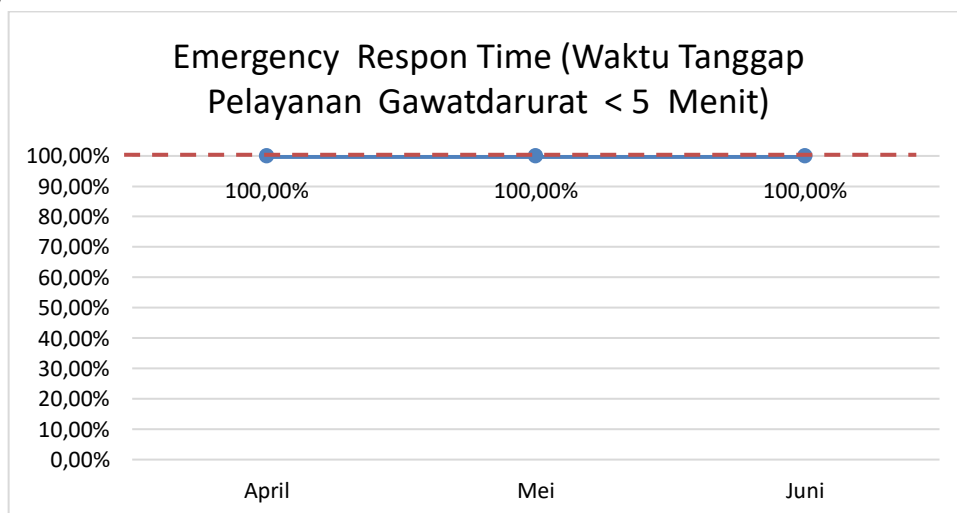 Emergency Respon Time (Waktu Tanggap
Pelayanan Gawatdarurat < 5 Menit)
100,00%
90,00%
80,00%
70,00%
60,00%
50,00%
40,00%
30,00%
20,00%
10,00%
0,00%
100,00% 100,00% 100,00%
April Mei Juni